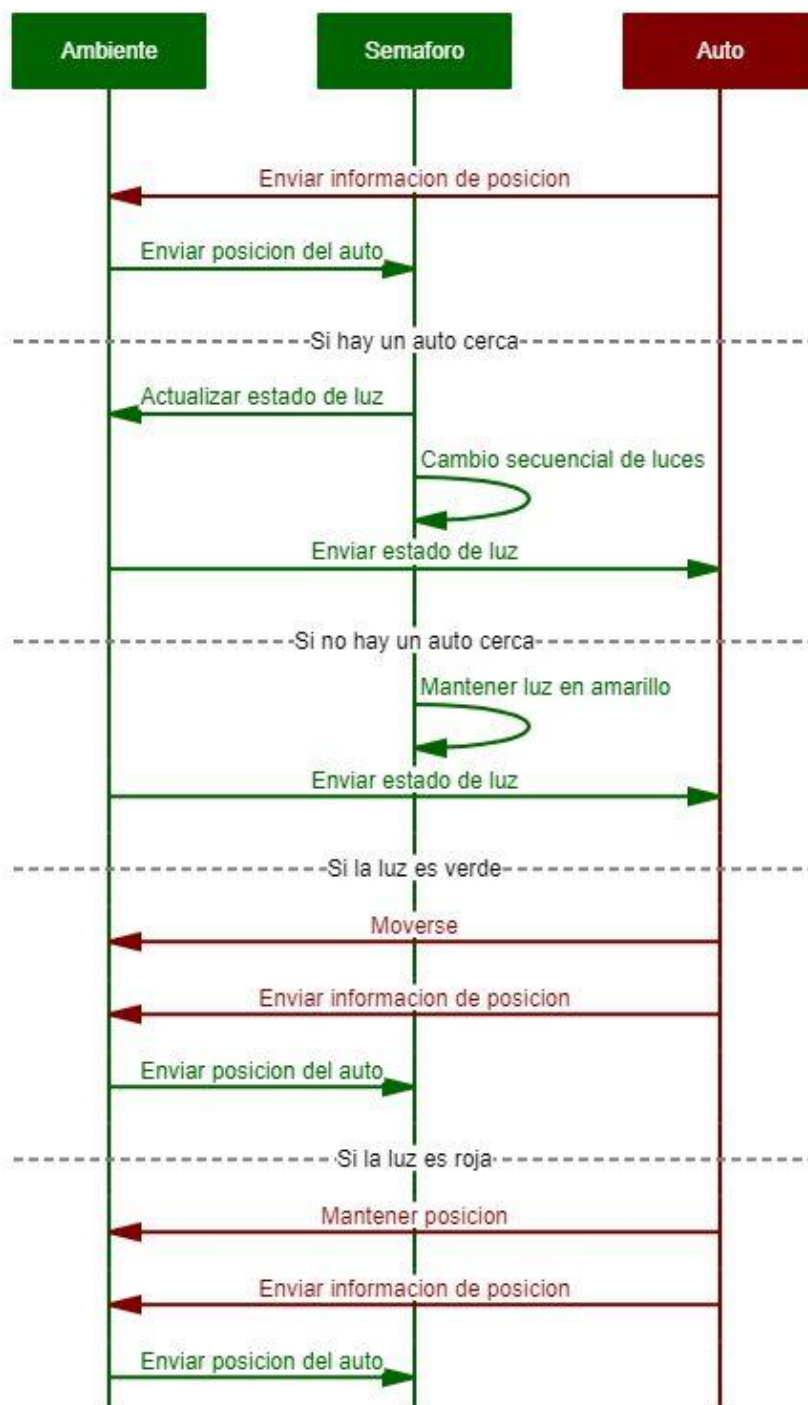 Ambiente
Semaforo
Auto
Enviar informacion de posicion
Enviar posicion del auto
Si hay un auto cerca
Actualizar estado de luz
Cambio secuencial de luces
Enviar estado de luz
Si no hay un auto cerca
Mantener luz en amarillo
Enviar estado de luz
Si la luz es verde
Moverse
Enviar informacion de posicion
Enviar posicion del auto
Si la luz es roja
Mantener posicion
Enviar informacion de posicion
Enviar posicion del auto